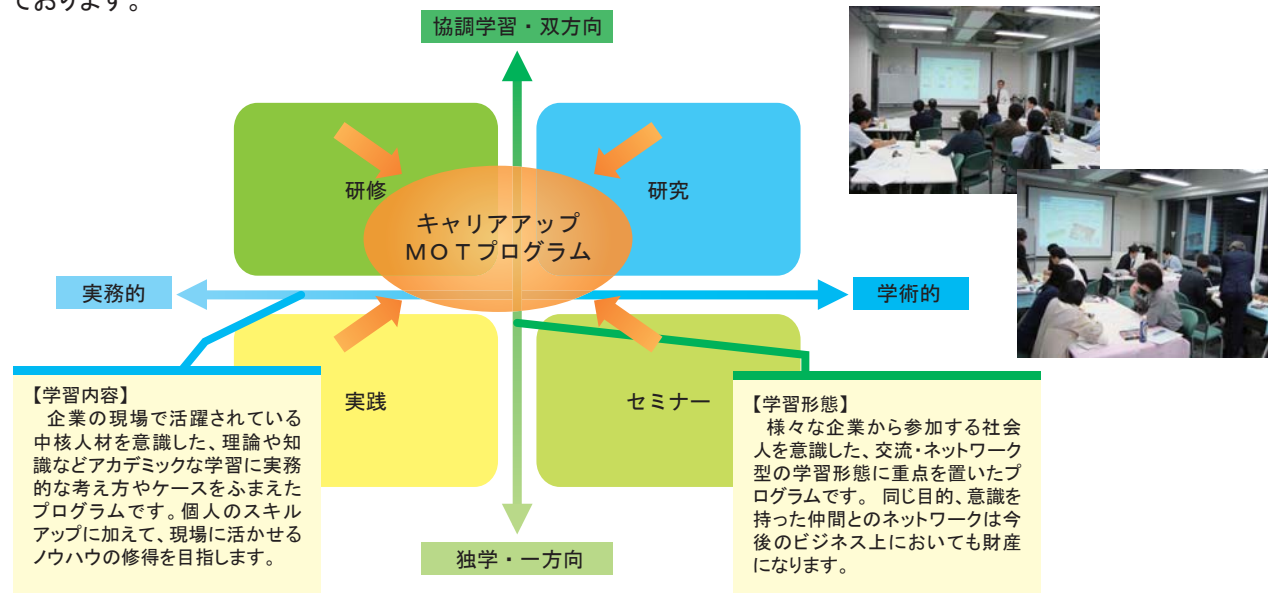 ております。
協調学習・双方向
研修
研究
キャリアアップ
ＭＯＴプログラム
実務的
学術的
実践
セミナー
【学習内容】
　企業の現場で活躍されている
中核人材を意識した、理論や知
識などアカデミックな学習に実務
的な考え方やケースをふまえた
プログラムです。個人のスキル
アップに加えて、現場に活かせる
ノウハウの修得を目指します。
【学習形態】
　様々な企業から参加する社会
人を意識した、交流・ネットワーク
型の学習形態に重点を置いたプ
ログラムです。 同じ目的、意識を
持った仲間とのネットワークは今
後のビジネス上においても財産
になります。
独学・一方向